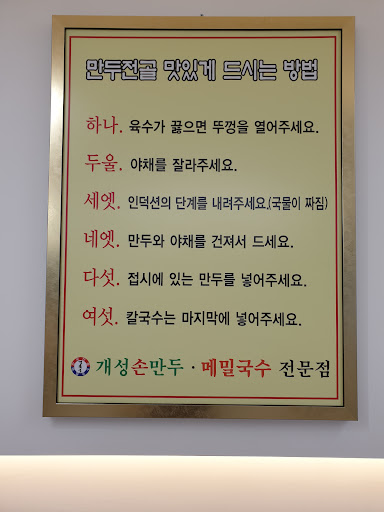 만두전골 맛있게 드시는 방법
하나. 육수가 끓으면 뚜껑을 열어주세요.
두울. 야채를 잘라주세요.
세엣. 인덕션의 단계를 내려주세요.(국물이 짜짐)
네엣. 만두와 야채를 건져서 드세요.
다섯. 접시에 있는 만두를 넣어주세요.
여섯. 칼국수는 마지막에 넣어주세요.
개성손만두 · 메밀국수 전문점